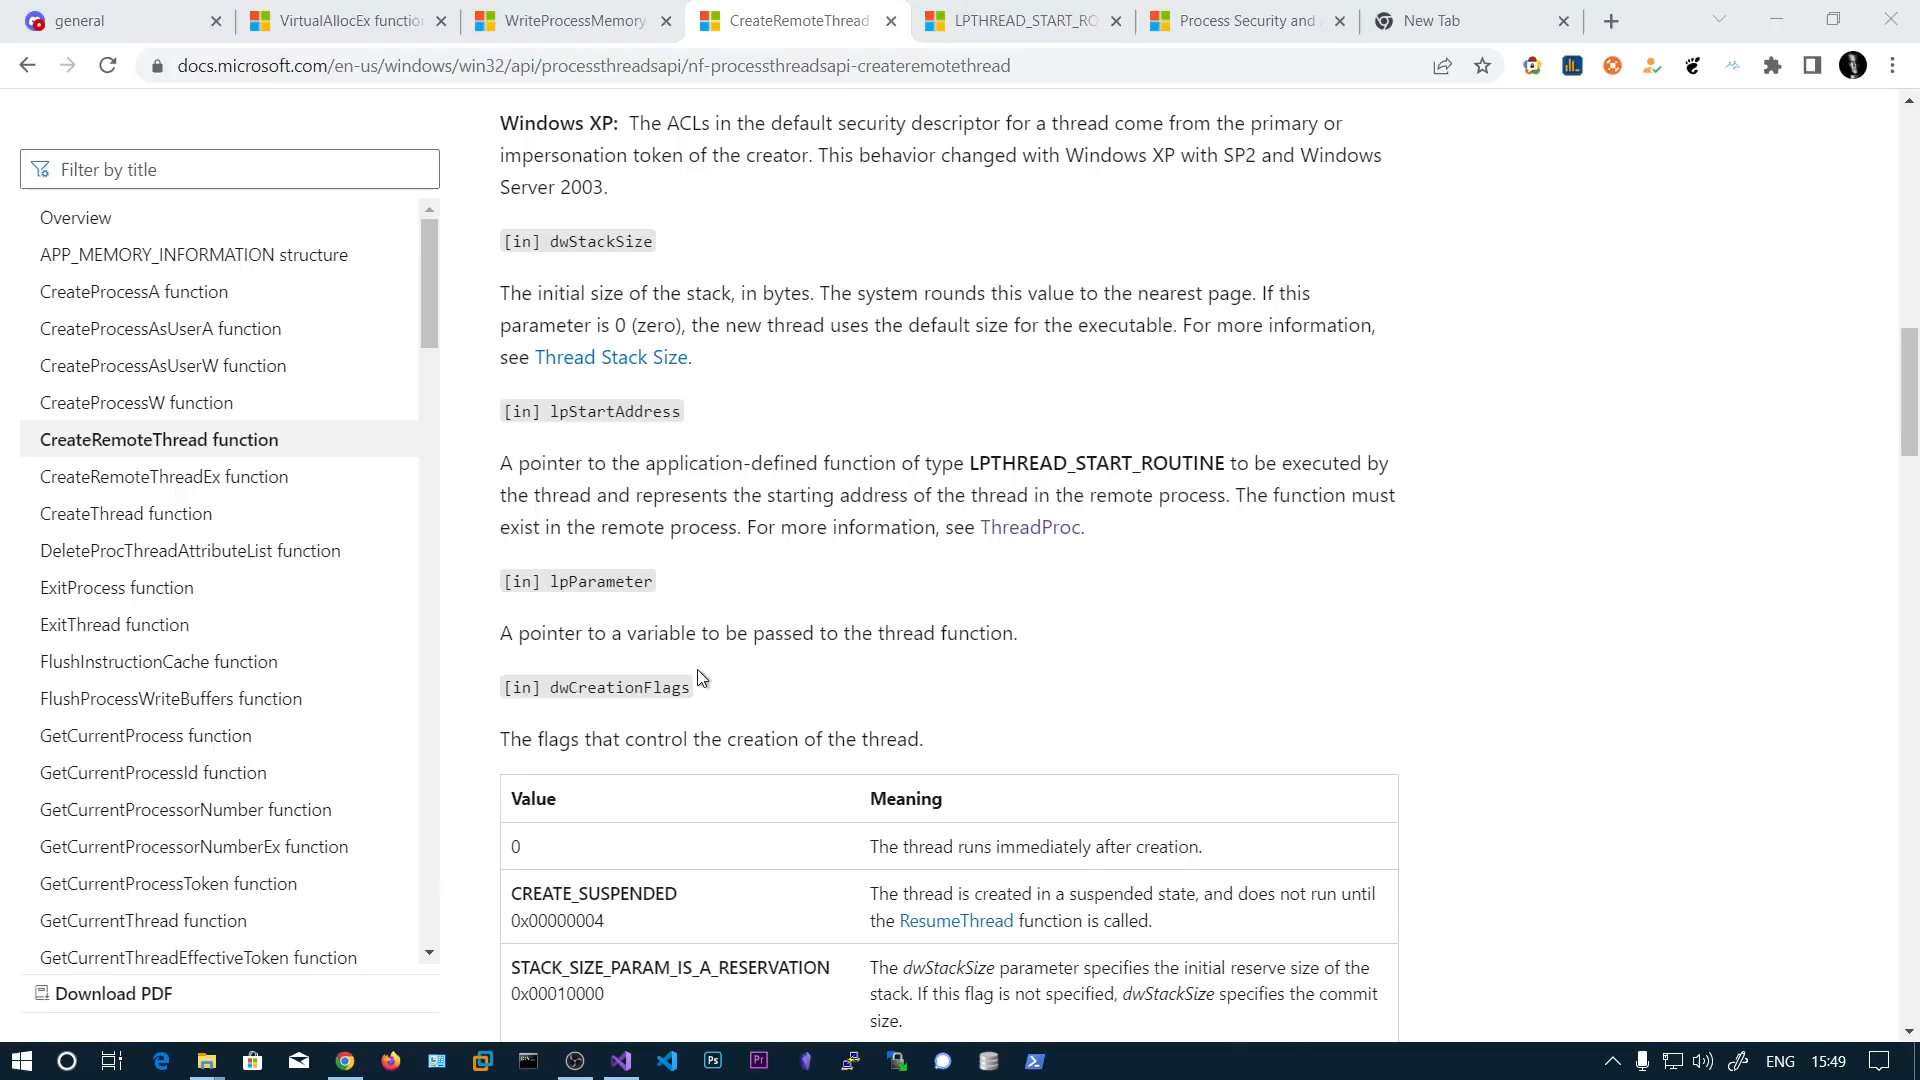 general
VirtualAllocEx functio
WriteProcessMemory
CreateRemoteThread
LPTHREAD_START_RO
Process Security and
New Tab
docs.microsoft.com/en-us/windows/win32/api/processthreadsapi/nf-processthreadsapi-createremotethread
Filter by title
Overview
APP_MEMORY_INFORMATION structure
CreateProcessA function
CreateProcessAsUserA function
CreateProcessAsUserW function
CreateProcessW function
CreateRemoteThread function
CreateRemoteThreadEx function
CreateThread function
DeleteProcThreadAttributeList function
ExitProcess function
ExitThread function
FlushInstructionCache function
FlushProcessWriteBuffers function
GetCurrentProcess function
GetCurrentProcessId function
GetCurrentProcessorNumber function
GetCurrentProcessorNumberEx function
GetCurrentProcessToken function
GetCurrentThread function
GetCurrentThreadEffectiveToken function
Download PDF
Windows XP: The ACLs in the default security descriptor for a thread come from the primary or
impersonation token of the creator. This behavior changed with Windows XP with SP2 and Windows
Server 2003.
[in] dwStackSize
The initial size of the stack, in bytes. The system rounds this value to the nearest page. If this
parameter is 0 (zero), the new thread uses the default size for the executable. For more information,
see Thread Stack Size.
[in] lpStartAddress
A pointer to the application-defined function of type LPTHREAD_START_ROUTINE to be executed by
the thread and represents the starting address of the thread in the remote process. The function must
exist in the remote process. For more information, see ThreadProc.
[in] lpParameter
A pointer to a variable to be passed to the thread function.
[in] dwCreationFlags
The flags that control the creation of the thread.
Value Meaning
0 The thread runs immediately after creation.
CREATE_SUSPENDED The thread is created in a suspended state, and does not run until
0x00000004 the ResumeThread function is called.
STACK_SIZE_PARAM_IS_A_RESERVATION The dwStackSize parameter specifies the initial reserve size of the
0x00010000 stack. If this flag is not specified, dwStackSize specifies the commit
size.
Ps
Pr
ENG
15:49